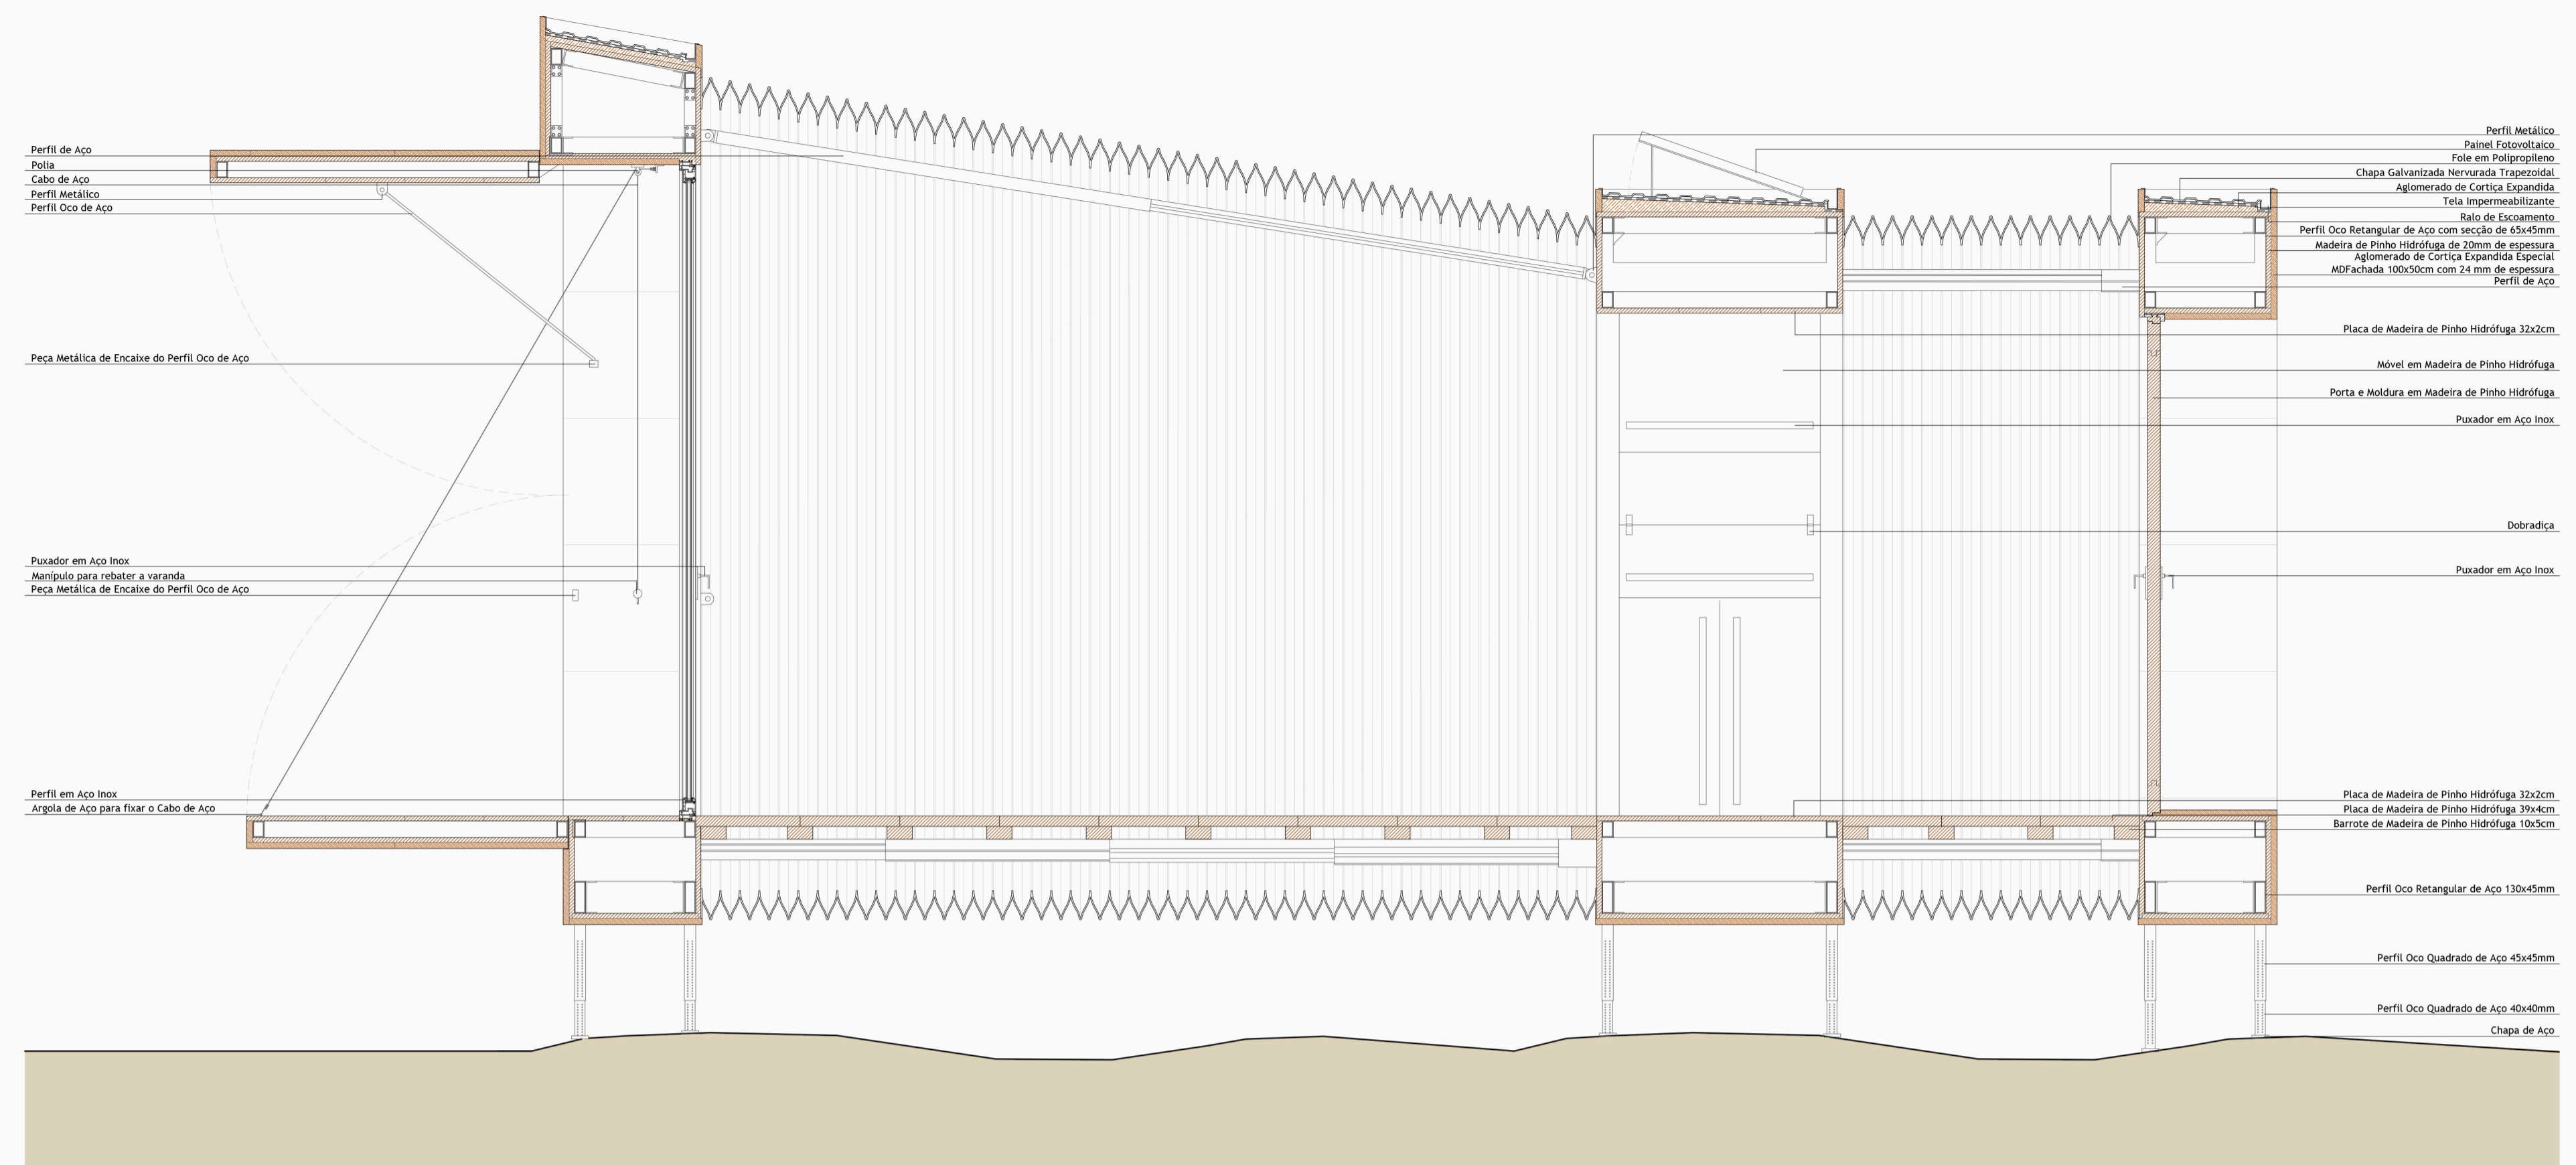 Perfil de Aço
Polia
Cabo de Aço
Perfil Metálico
Perfil Oco de Aço
Peça Metálica de Encaixe do Perfil Oco de Aço
Puxador em Aço Inox
Manípulo para rebater a varanda
Peça Metálica de Encaixe do Perfil Oco de Aço
Perfil em Aço Inox
Argola de Aço para fixar o Cabo de Aço
Perfil Metálico
Painel Fotovoltaico
Fole em Polipropileno
Chapa Galvanizada Nervurada Trapezoidal
Aglomerado de Cortiça Expandida
Tela Impermeabilizante
Ralo de Escoamento
Perfil Oco Retangular de Aço com secção de 65x45mm
Madeira de Pinho Hidrófuga de 20mm de espessura
Aglomerado de Cortiça Expandida Especial
MDFachada 100x50cm com 24 mm de espessura
Perfil de Aço
Placa de Madeira de Pinho Hidrófuga 32x2cm
Móvel em Madeira de Pinho Hidrófuga
Porta e Moldura em Madeira de Pinho Hidrófuga
Puxador em Aço Inox
Dobradiça
Puxador em Aço Inox
Placa de Madeira de Pinho Hidrófuga 32x2cm
Placa de Madeira de Pinho Hidrófuga 39x4cm
Barrote de Madeira de Pinho Hidrófuga 10x5cm
Perfil Oco Retangular de Aço 130x45mm
Perfil Oco Quadrado de Aço 45x45mm
Perfil Oco Quadrado de Aço 40x40mm
Chapa de Aço